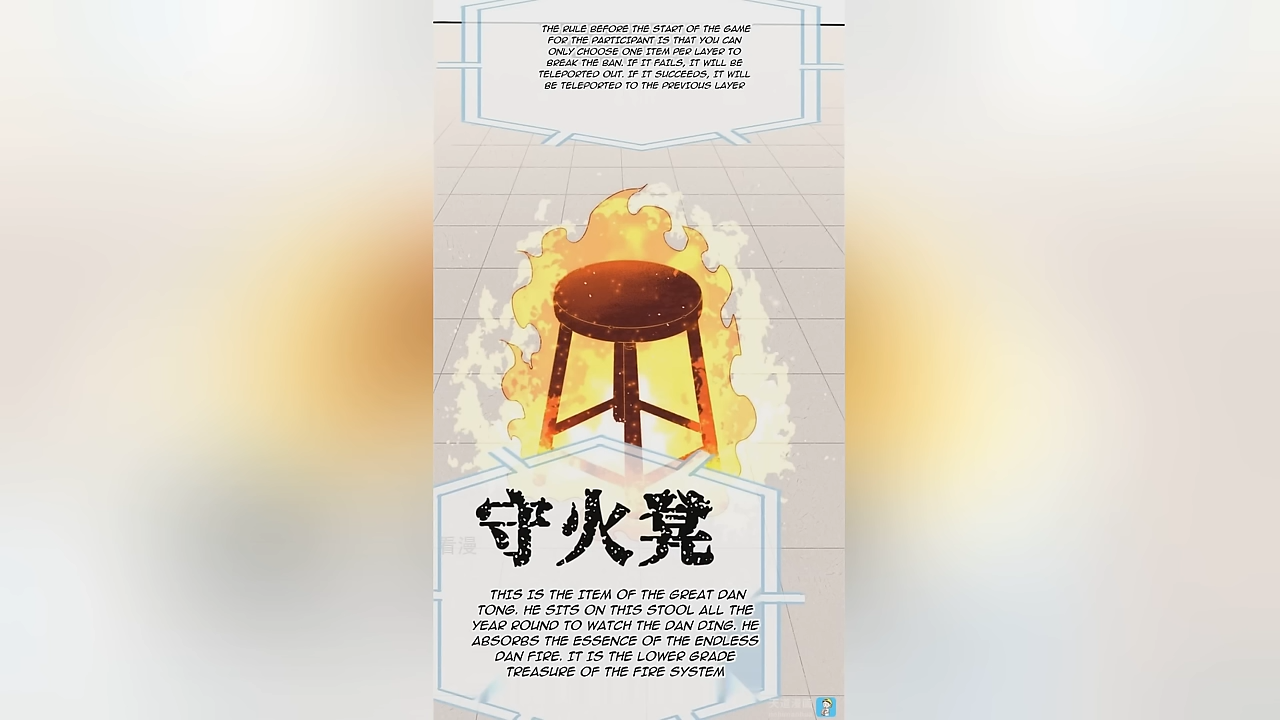 THE RULE BEFORE THE START OF THE GAME
FOR THE PARTICIPANT IS THAT YOU CAN
ONLY CHOOSE ONE ITEM PER LAYER TO
BREAK THE BAN. IF IT FAILS, IT WILL BE
TELEPORTED OUT. IF IT SUCCEEDS, IT WILL
BE TELEPORTED TO THE PREVIOUS LAYER
守火凳
看漫
THIS IS THE ITEM OF THE GREAT DAN
TONG. HE SITS ON THIS STOOL ALL THE
YEAR ROUND TO WATCH THE DAN DING. HE
ABSORBS THE ESSENCE OF THE ENDLESS
DAN FIRE. IT IS THE LOWER GRADE
TREASURE OF THE FIRE SYSTEM